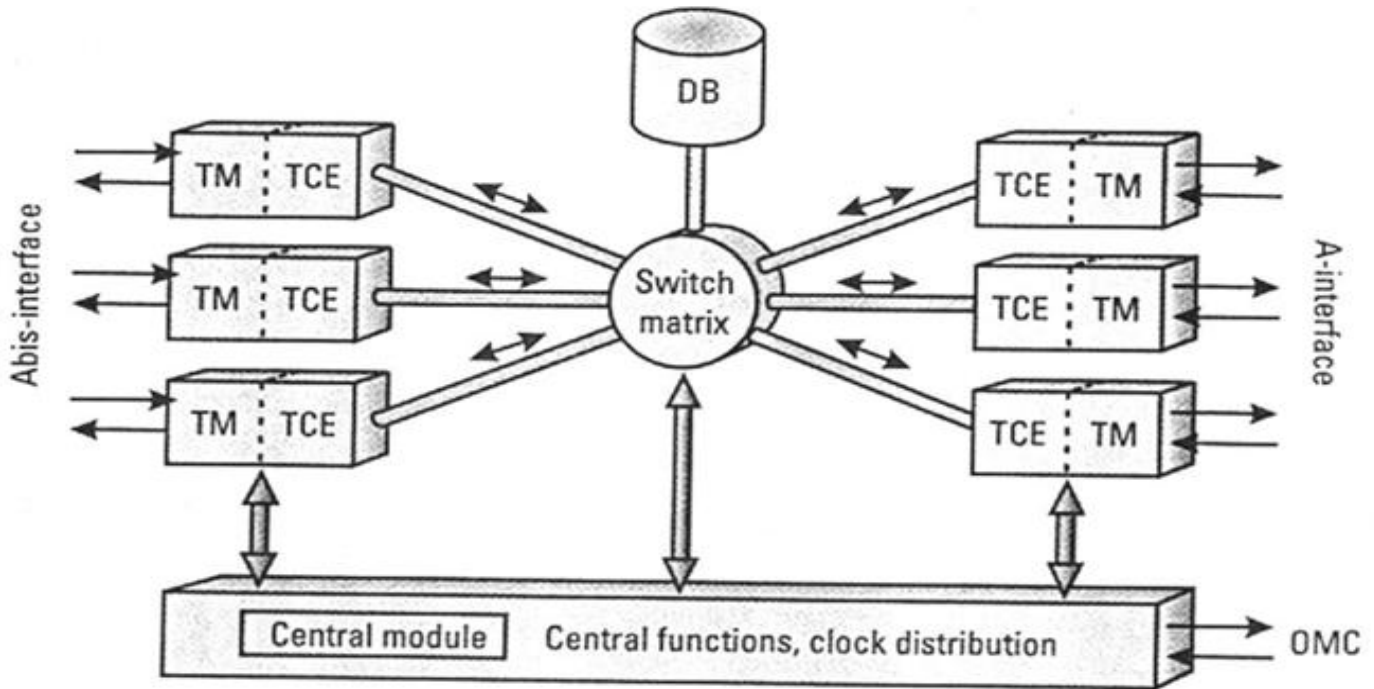 DB
TM TCE
TCE TM
Abis-interface
TM TCE
Switch
matrix
TCE TM
A-interface
TM TCE
TCE TM
Central module
Central functions, clock distribution
OMC